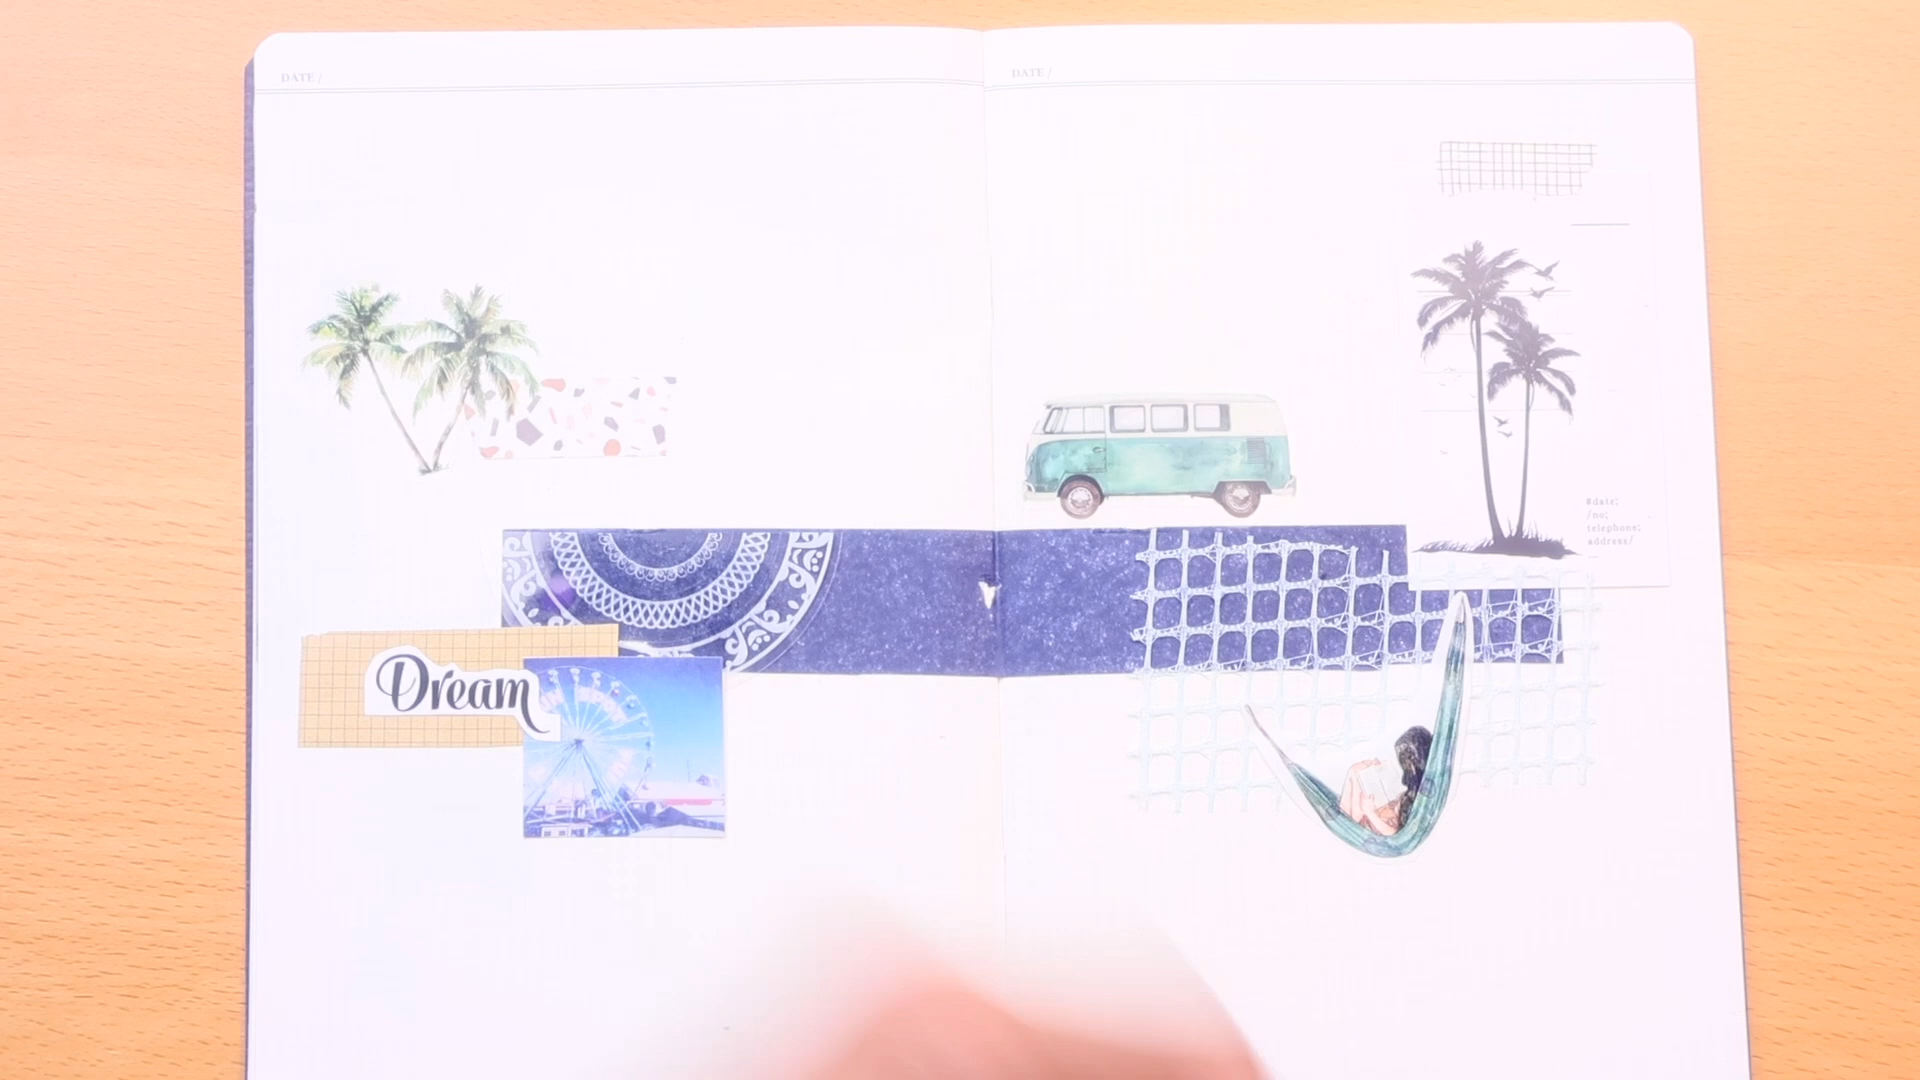 DATE /
DATE /
#date;
/no;
telephone;
address/
Dream